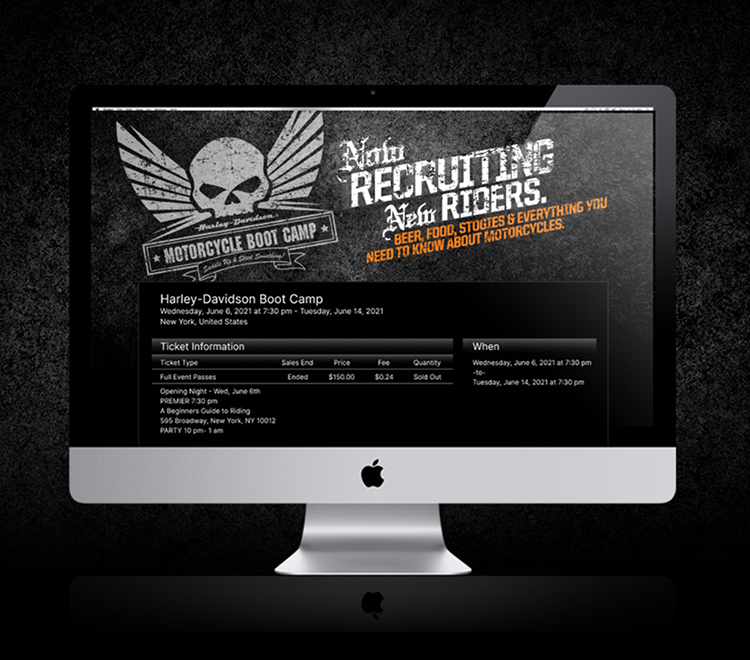 Now
RECRUITING
New RIDERS.
BEER, FOOD, STOGIES & EVERYTHING YOU
NEED TO KNOW ABOUT MOTORCYCLES.
Harley-Davidson
MOTORCYCLE BOOT CAMP
Saddle Up & Start Something!
Harley-Davidson Boot Camp
Wednesday, June 6, 2021 at 7:30 pm - Tuesday, June 14, 2021
New York, United States
Ticket Information
Ticket Type Sales End Price Fee Quantity
Full Event Passes Ended $150.00 $0.24 Sold Out
Opening Night - Wed, June 6th
PREMIER 7:30 pm
A Beginners Guide to Riding
595 Broadway, New York, NY 10012
PARTY 10 pm- 1 am
When
Wednesday, June 6, 2021 at 7:30 pm
-to-
Tuesday, June 14, 2021 at 7:30 pm